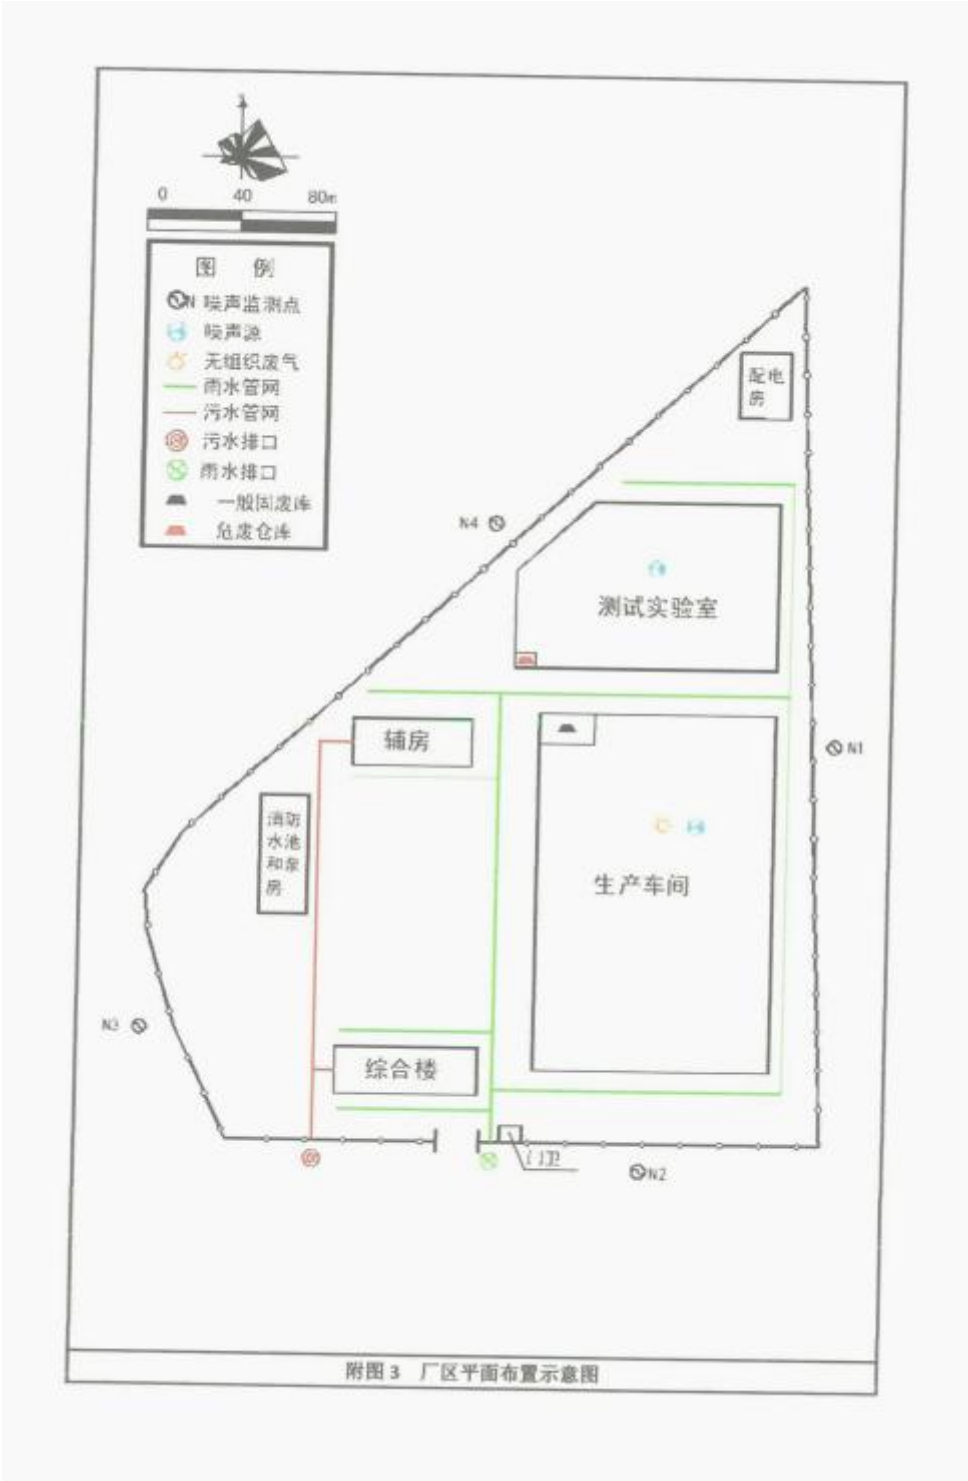 0 40 80m
图 例
N 噪声监测点
噪声源
无组织废气
雨水管网
污水管网
污水排口
雨水排口
一般固废库
危废仓库
配电
房
N4
测试实验室
辅房
N1
消防
水池
和泵
房
生产车间
N3
综合楼
门卫
N2
附图 3 厂区平面布置示意图